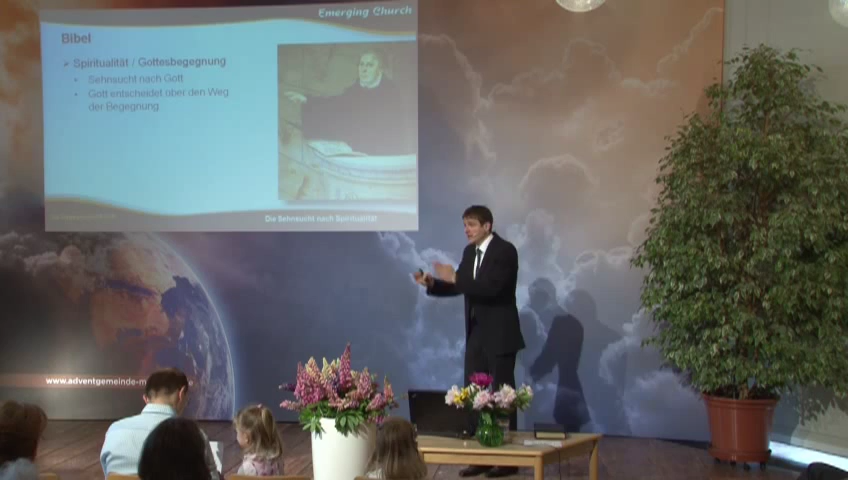 Emerging Church
Bibel
Spiritualität / Gottesbegegnung
Sehnsucht nach Gott
Gott entscheidet über den Weg
der Begegnung
Die Sehnsucht nach Spiritualität
www.adventgemeinde-m